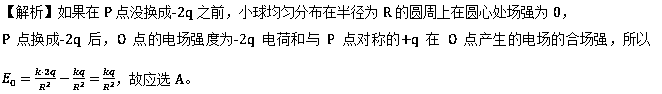 【解析】如果在 P 点没换成-2q 之前，小球均匀分布在半径为 R 的圆周上在圆心处场强为 0，
P 点换成-2q 后，O 点的电场强度为-2q 电荷和与 P 点对称的+q 在 O 点产生的电场的合场强，所以
E₀ = k·2q/R² − kq/R² = kq/R²，故应选 A。